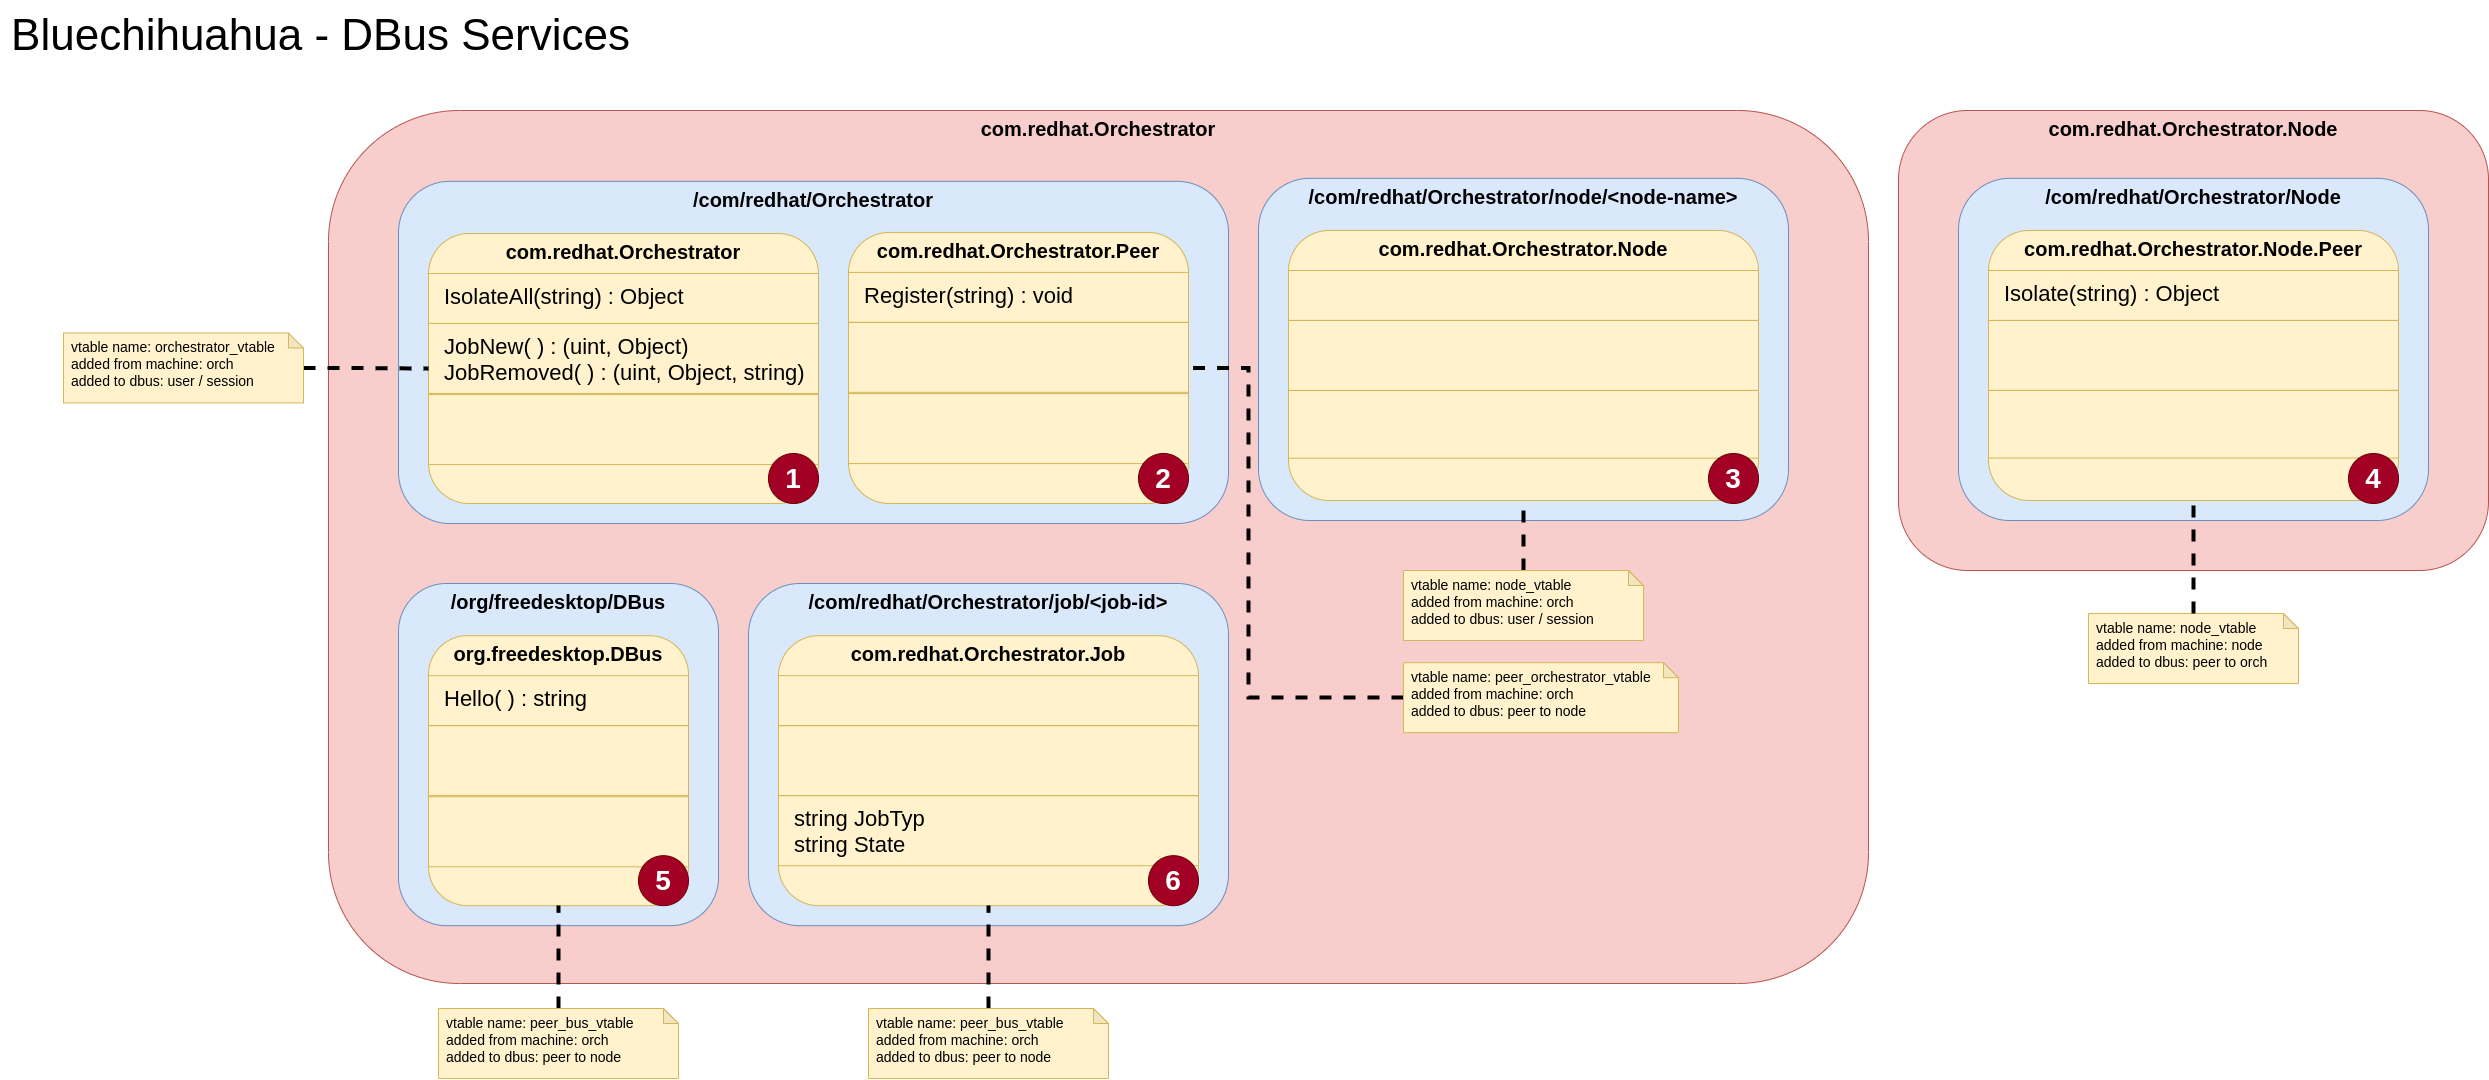 Bluechihuahua - DBus Services
com.redhat.Orchestrator
/com/redhat/Orchestrator
com.redhat.Orchestrator
IsolateAll(string) : Object
JobNew( ) : (uint, Object)
JobRemoved( ) : (uint, Object, string)
1
com.redhat.Orchestrator.Peer
Register(string) : void
2
vtable name: orchestrator_vtable
added from machine: orch
added to dbus: user / session
/com/redhat/Orchestrator/node/<node-name>
com.redhat.Orchestrator.Node
3
vtable name: node_vtable
added from machine: orch
added to dbus: user / session
vtable name: peer_orchestrator_vtable
added from machine: orch
added to dbus: peer to node
com.redhat.Orchestrator.Node
/com/redhat/Orchestrator/Node
com.redhat.Orchestrator.Node.Peer
Isolate(string) : Object
4
vtable name: node_vtable
added from machine: node
added to dbus: peer to orch
/org/freedesktop/DBus
org.freedesktop.DBus
Hello( ) : string
5
vtable name: peer_bus_vtable
added from machine: orch
added to dbus: peer to node
/com/redhat/Orchestrator/job/<job-id>
com.redhat.Orchestrator.Job
string JobTyp
string State
6
vtable name: peer_bus_vtable
added from machine: orch
added to dbus: peer to node